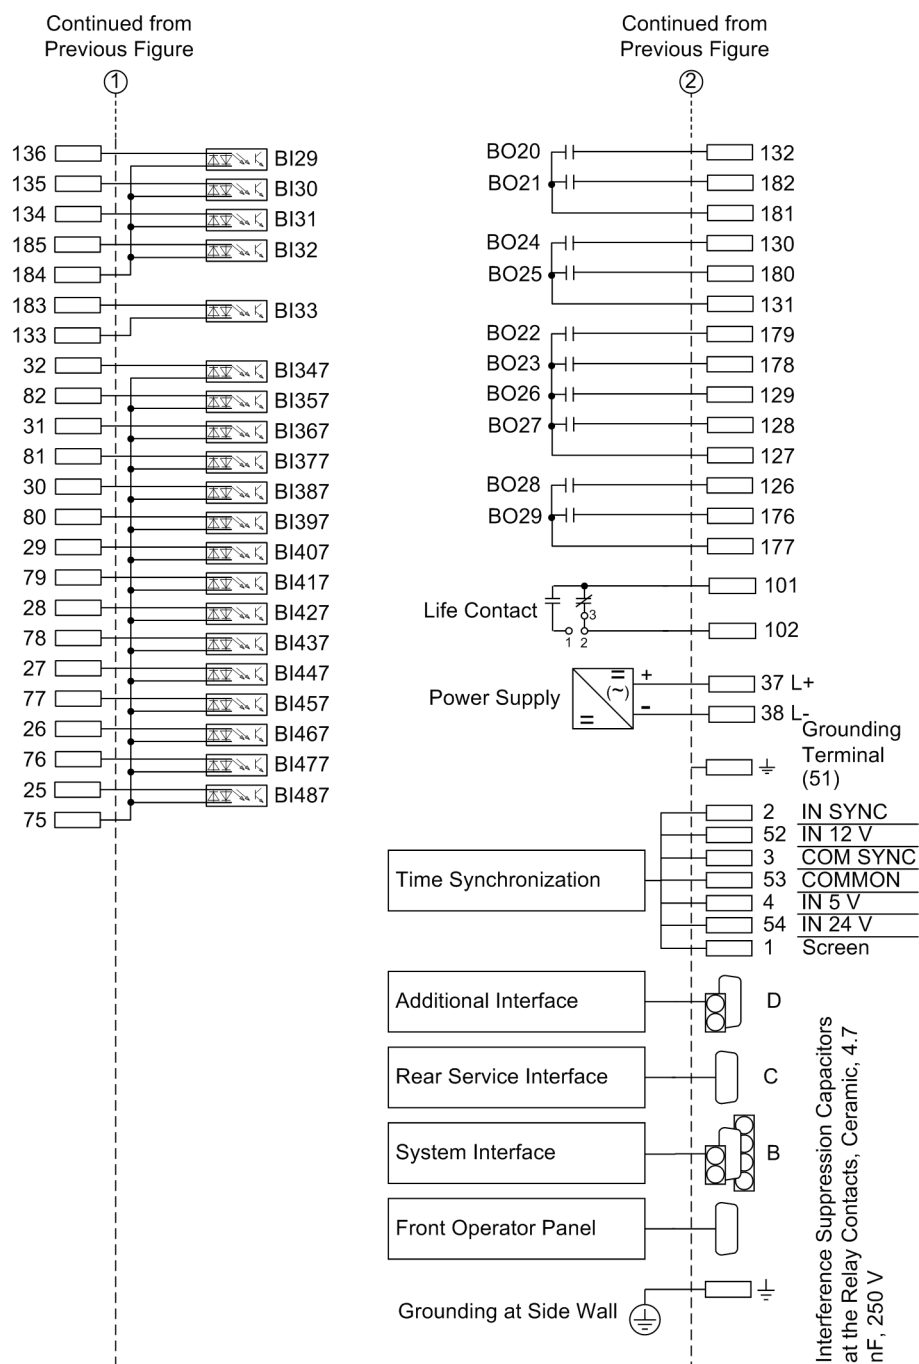 Continued from
Previous Figure
1
136
BI29
135
BI30
134
BI31
185
BI32
184
183
BI33
133
32
BI347
82
BI357
31
BI367
81
BI377
30
BI387
80
BI397
29
BI407
79
BI417
28
BI427
78
BI437
27
BI447
77
BI457
26
BI467
76
BI477
25
BI487
75
Continued from
Previous Figure
2
BO20
132
BO21
182
181
BO24
130
BO25
180
131
BO22
179
BO23
178
BO26
129
BO27
128
127
BO28
126
BO29
176
177
101
Life Contact
3
1 2
102
Power Supply
=
(~)
=
+
37 L+
-
38 L-
Grounding
Terminal
(51)
Time Synchronization
2 IN SYNC
52 IN 12 V
3 COM SYNC
53 COMMON
4 IN 5 V
54 IN 24 V
1 Screen
Additional Interface
D
Rear Service Interface
C
System Interface
B
Front Operator Panel
Grounding at Side Wall
Interference Suppression Capacitors
at the Relay Contacts, Ceramic, 4.7
nF, 250 V